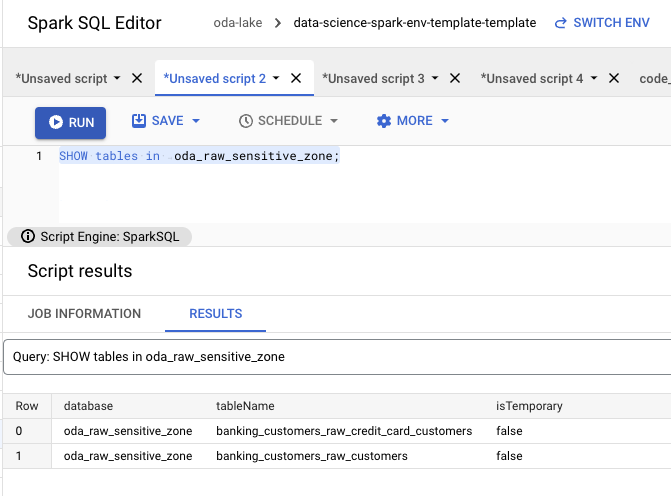 Spark SQL Editor oda-lake > data-science-spark-env-template-template SWITCH ENV
*Unsaved script *Unsaved script 2 *Unsaved script 3 *Unsaved script 4 code_
RUN SAVE SCHEDULE MORE
1 SHOW tables in oda_raw_sensitive_zone;
Script Engine: SparkSQL
Script results
JOB INFORMATION RESULTS
Query: SHOW tables in oda_raw_sensitive_zone
Row database tableName isTemporary
0 oda_raw_sensitive_zone banking_customers_raw_credit_card_customers false
1 oda_raw_sensitive_zone banking_customers_raw_customers false